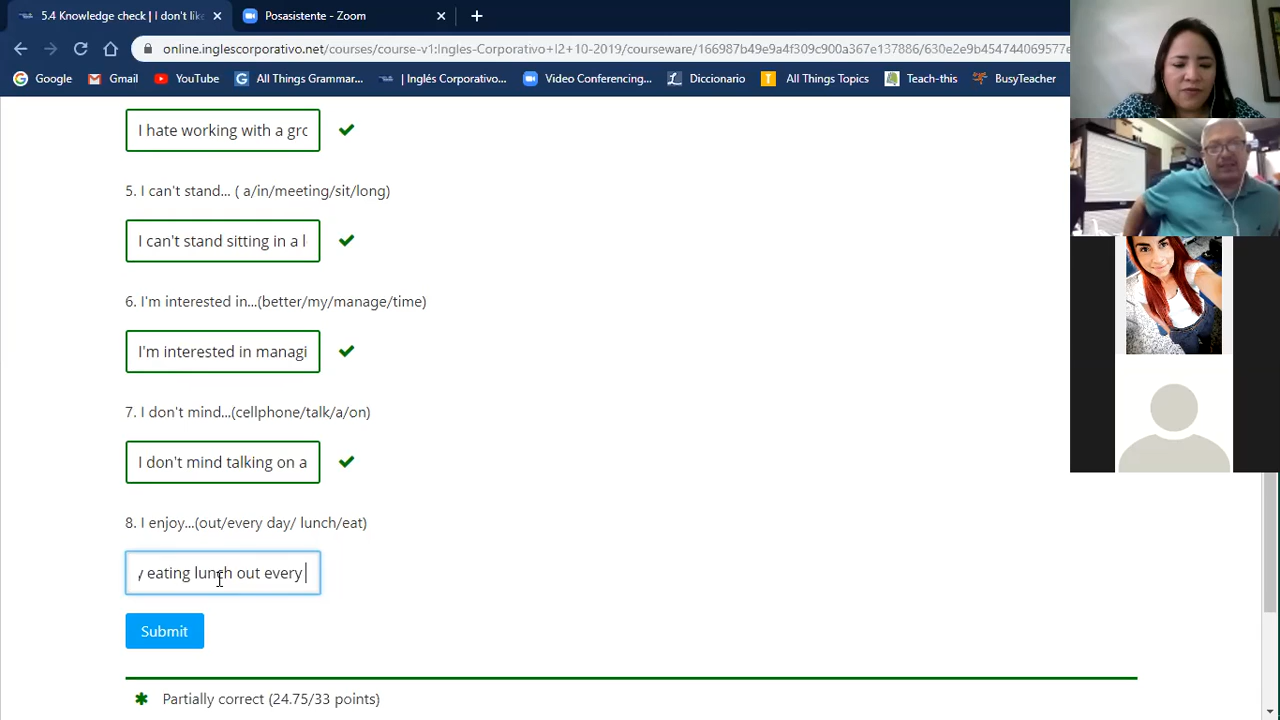 5.4 Knowledge check | I don't like
Posasistente - Zoom
online.inglescorporativo.net/courses/course-v1:Ingles-Corporativo+I2+10-2019/courseware/166987b49e9a4f309c900a367e137886/630e2e9b454744069577e
Google
Gmail
YouTube
All Things Grammar...
| Inglés Corporativo...
Video Conferencing...
Diccionario
All Things Topics
Teach-this
BusyTeacher
I hate working with a gro
5. I can't stand... ( a/in/meeting/sit/long)
I can't stand sitting in a l
6. I'm interested in...(better/my/manage/time)
I'm interested in managi
7. I don't mind...(cellphone/talk/a/on)
I don't mind talking on a
8. I enjoy...(out/every day/ lunch/eat)
y eating lunch out every
Submit
Partially correct (24.75/33 points)